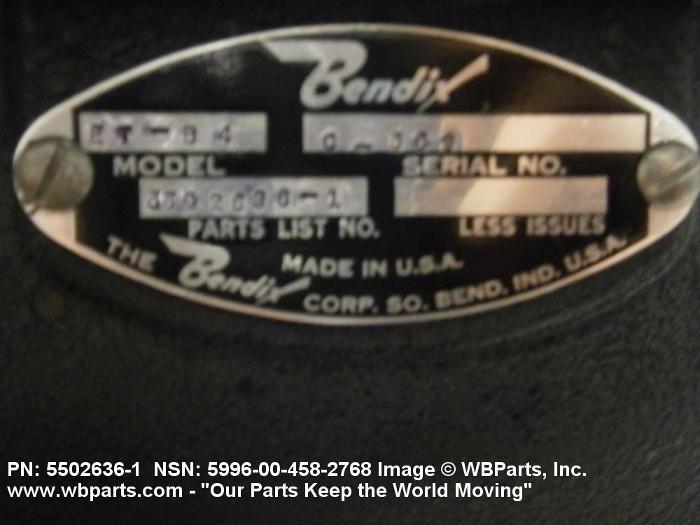 Bendix
MODEL
SERIAL NO.
PARTS LIST NO.
LESS ISSUES
MADE IN U.S.A.
THE Bendix CORP. SO. BEND, IND. U.S.A.
PN: 5502636-1 NSN: 5996-00-458-2768 Image © WBParts, Inc.
www.wbparts.com - "Our Parts Keep the World Moving"